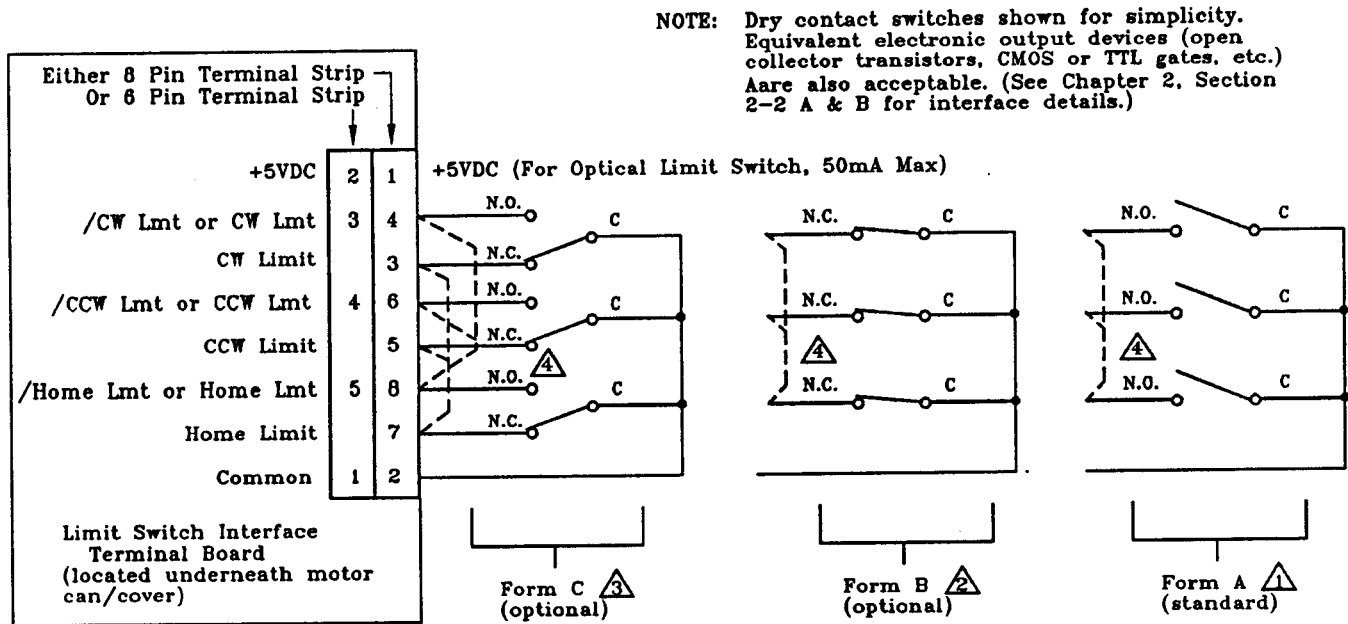 NOTE: Dry contact switches shown for simplicity.
Equivalent electronic output devices (open
collector transistors, CMOS or TTL gates, etc.)
Aare also acceptable. (See Chapter 2, Section
2-2 A & B for interface details.)
Either 8 Pin Terminal Strip
Or 6 Pin Terminal Strip
+5VDC 2 1 +5VDC (For Optical Limit Switch, 50mA Max)
/CW Lmt or CW Lmt 3 4 N.O. C N.C. C N.O. C
CW Limit 3 N.C.
/CCW Lmt or CCW Lmt 4 6 N.O. C N.C. C N.O. C
CCW Limit 5 N.C. 4 4 4
/Home Lmt or Home Lmt 5 8 N.O. C N.C. C N.O. C
Home Limit 7 N.C.
Common 1 2
Limit Switch Interface
Terminal Board
(located underneath motor
can/cover)
Form C 3
(optional)
Form B 2
(optional)
Form A 1
(standard)